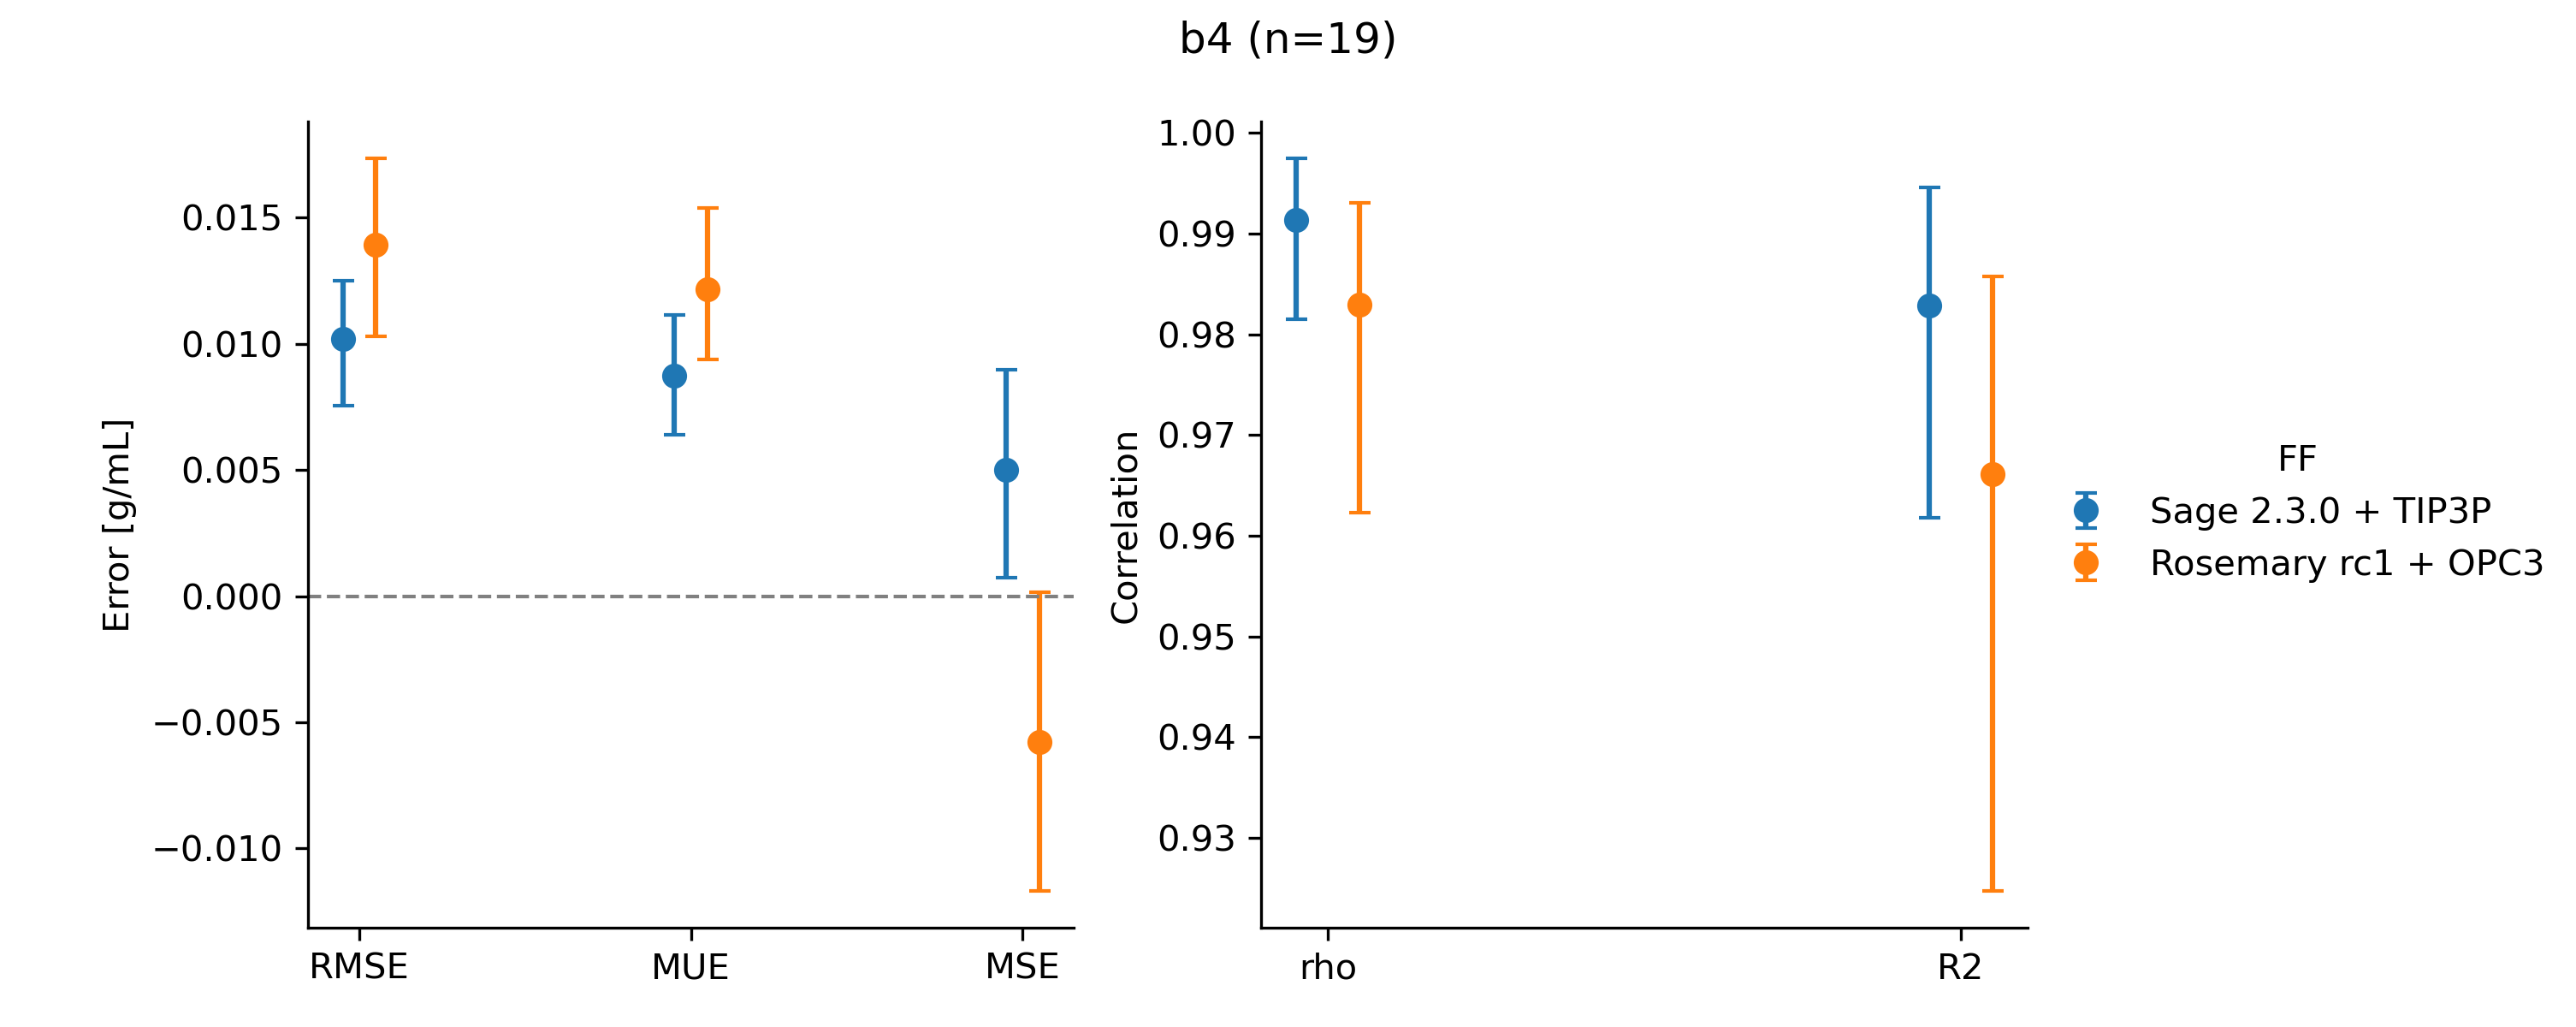 b4 (n=19)
Error [g/mL]
0.015
0.010
0.005
0.000
−0.005
−0.010
RMSE
MUE
MSE
Correlation
1.00
0.99
0.98
0.97
0.96
0.95
0.94
0.93
rho
R2
FF
Sage 2.3.0 + TIP3P
Rosemary rc1 + OPC3